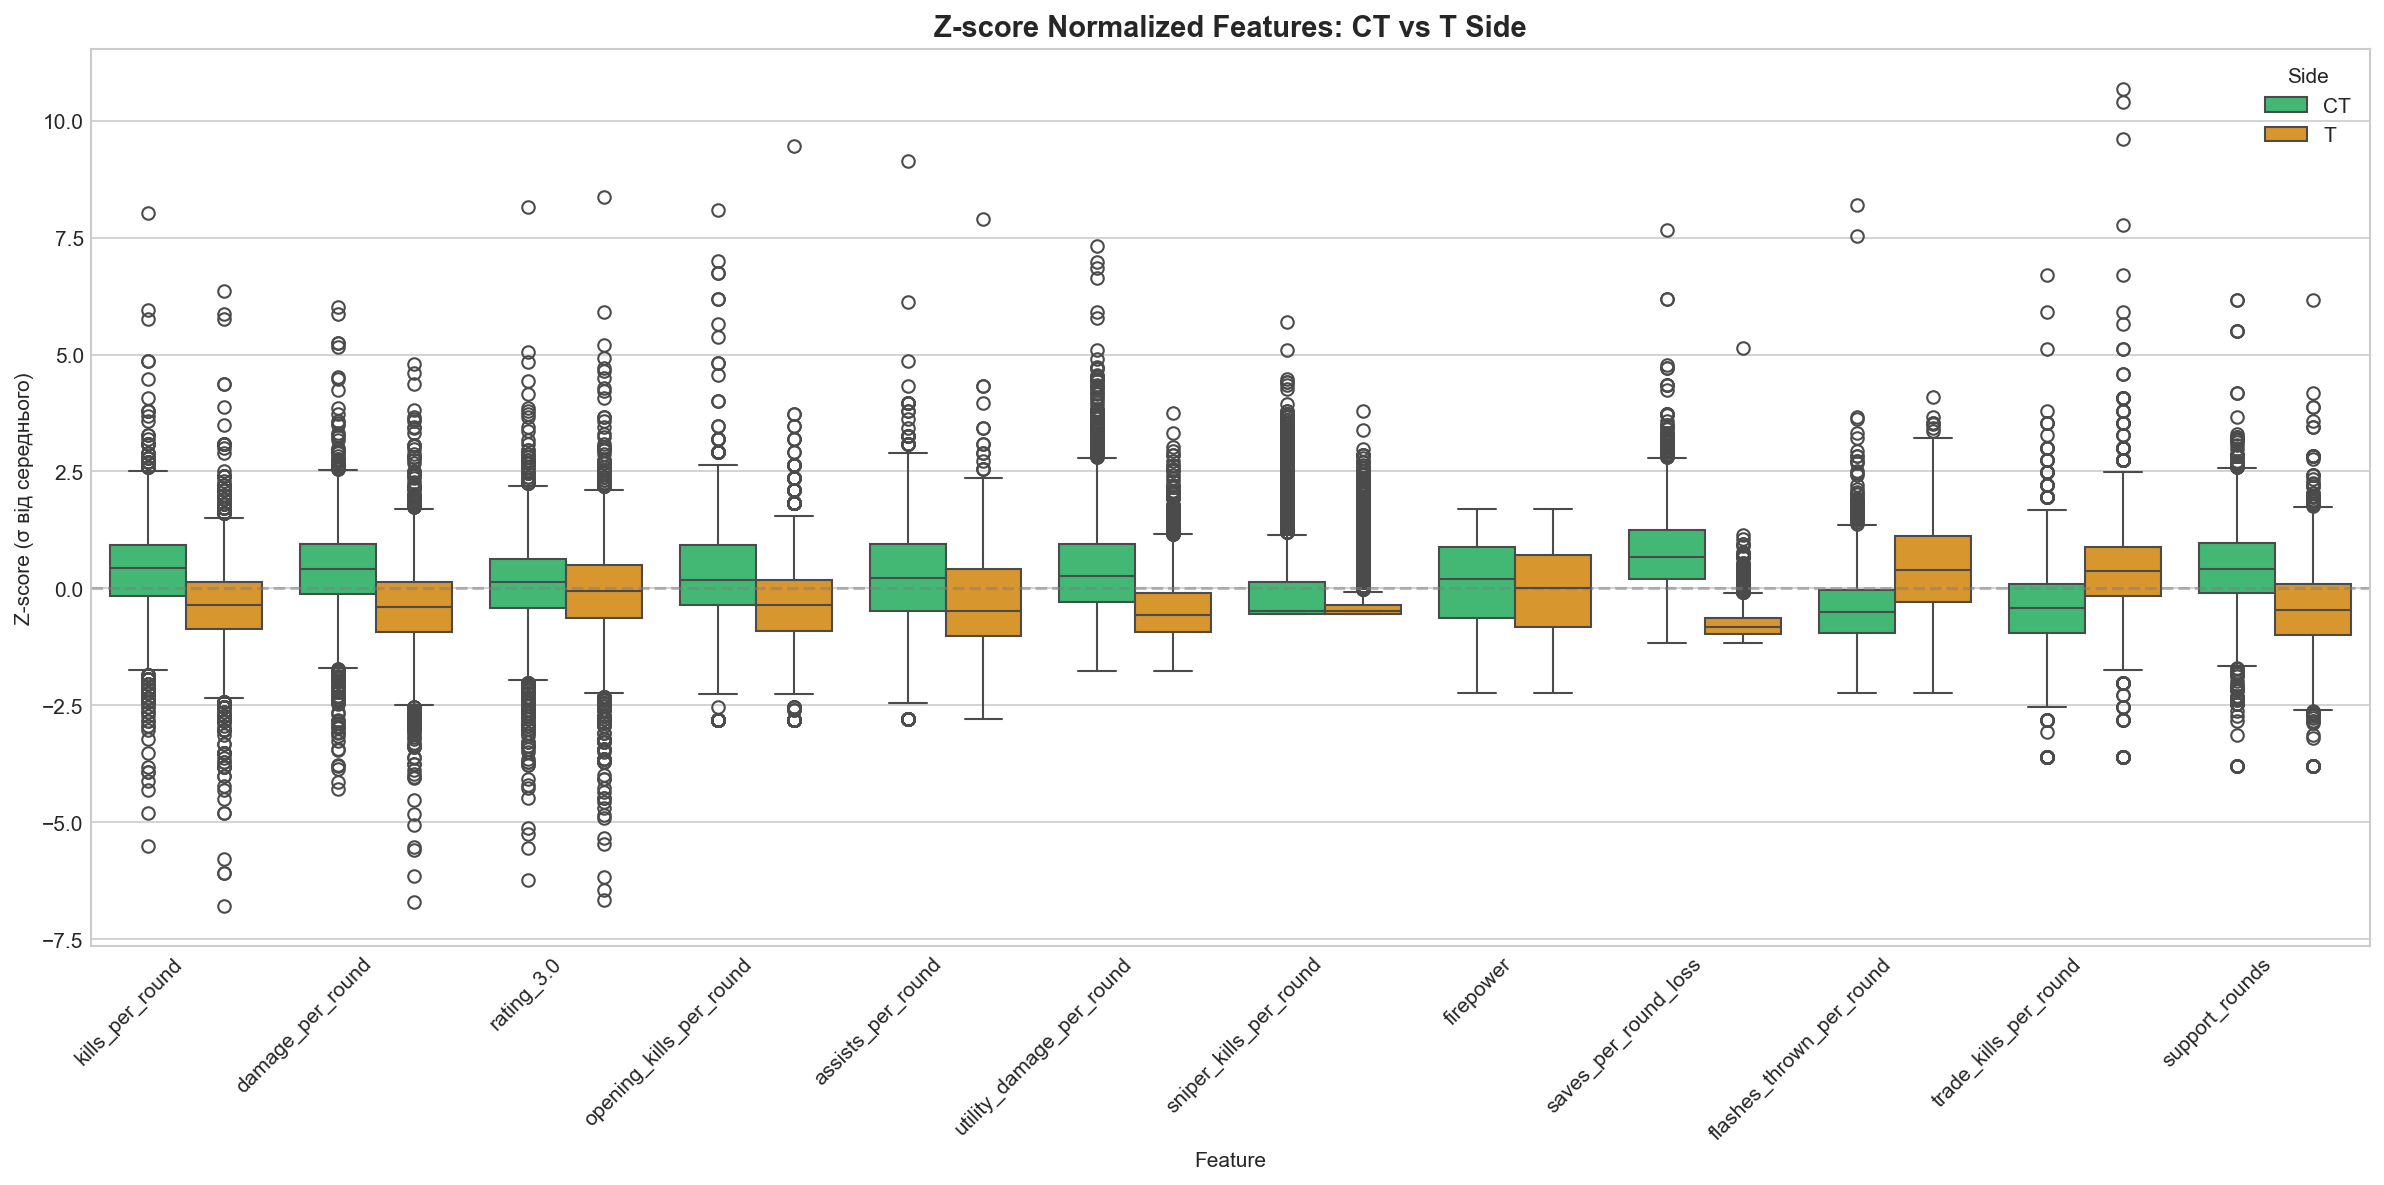 Z-score Normalized Features: CT vs T Side
Side
CT
T
Z-score (σ від середнього)
10.0
7.5
5.0
2.5
0.0
−2.5
−5.0
−7.5
kills_per_round
damage_per_round
rating_3.0
opening_kills_per_round
assists_per_round
utility_damage_per_round
sniper_kills_per_round
firepower
saves_per_round_loss
flashes_thrown_per_round
trade_kills_per_round
support_rounds
Feature